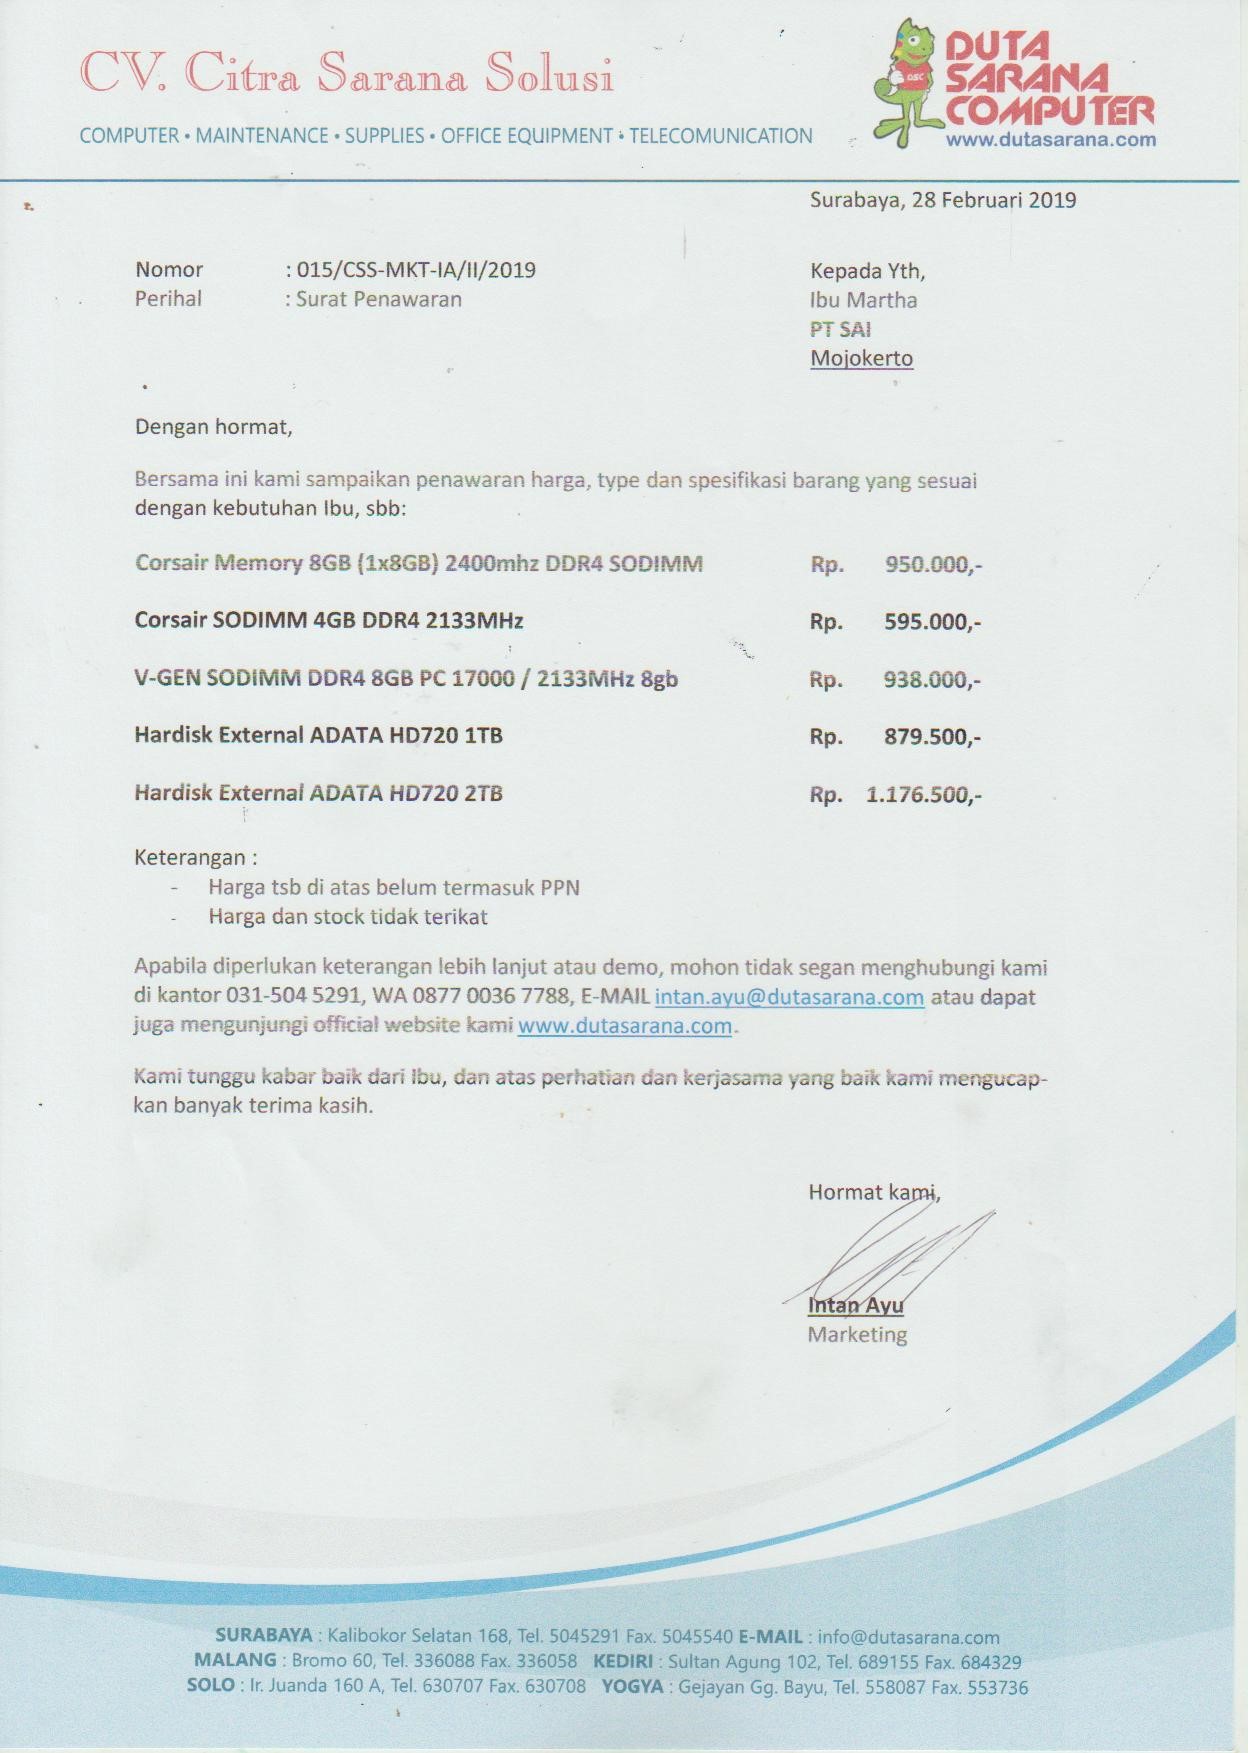 CV. Citra Sarana Solusi
COMPUTER • MAINTENANCE • SUPPLIES • OFFICE EQUIPMENT • TELECOMUNICATION
DSC
DUTA
SARANA
COMPUTER
www.dutasarana.com
Surabaya, 28 Februari 2019
Nomor : 015/CSS-MKT-IA/II/2019
Perihal : Surat Penawaran
Kepada Yth,
Ibu Martha
PT SAI
Mojokerto
Dengan hormat,
Bersama ini kami sampaikan penawaran harga, type dan spesifikasi barang yang sesuai
dengan kebutuhan Ibu, sbb:
Corsair Memory 8GB (1x8GB) 2400mhz DDR4 SODIMM Rp. 950.000,-
Corsair SODIMM 4GB DDR4 2133MHz Rp. 595.000,-
V-GEN SODIMM DDR4 8GB PC 17000 / 2133MHz 8gb Rp. 938.000,-
Hardisk External ADATA HD720 1TB Rp. 879.500,-
Hardisk External ADATA HD720 2TB Rp. 1.176.500,-
Keterangan :
- Harga tsb di atas belum termasuk PPN
- Harga dan stock tidak terikat
Apabila diperlukan keterangan lebih lanjut atau demo, mohon tidak segan menghubungi kami
di kantor 031-504 5291, WA 0877 0036 7788, E-MAIL intan.ayu@dutasarana.com atau dapat
juga mengunjungi official website kami www.dutasarana.com.
Kami tunggu kabar baik dari Ibu, dan atas perhatian dan kerjasama yang baik kami mengucap-
kan banyak terima kasih.
Hormat kami,
Intan Ayu
Marketing
SURABAYA : Kalibokor Selatan 168, Tel. 5045291 Fax. 5045540 E-MAIL : info@dutasarana.com
MALANG : Bromo 60, Tel. 336088 Fax. 336058 KEDIRI : Sultan Agung 102, Tel. 689155 Fax. 684329
SOLO : Ir. Juanda 160 A, Tel. 630707 Fax. 630708 YOGYA : Gejayan Gg. Bayu, Tel. 558087 Fax. 553736